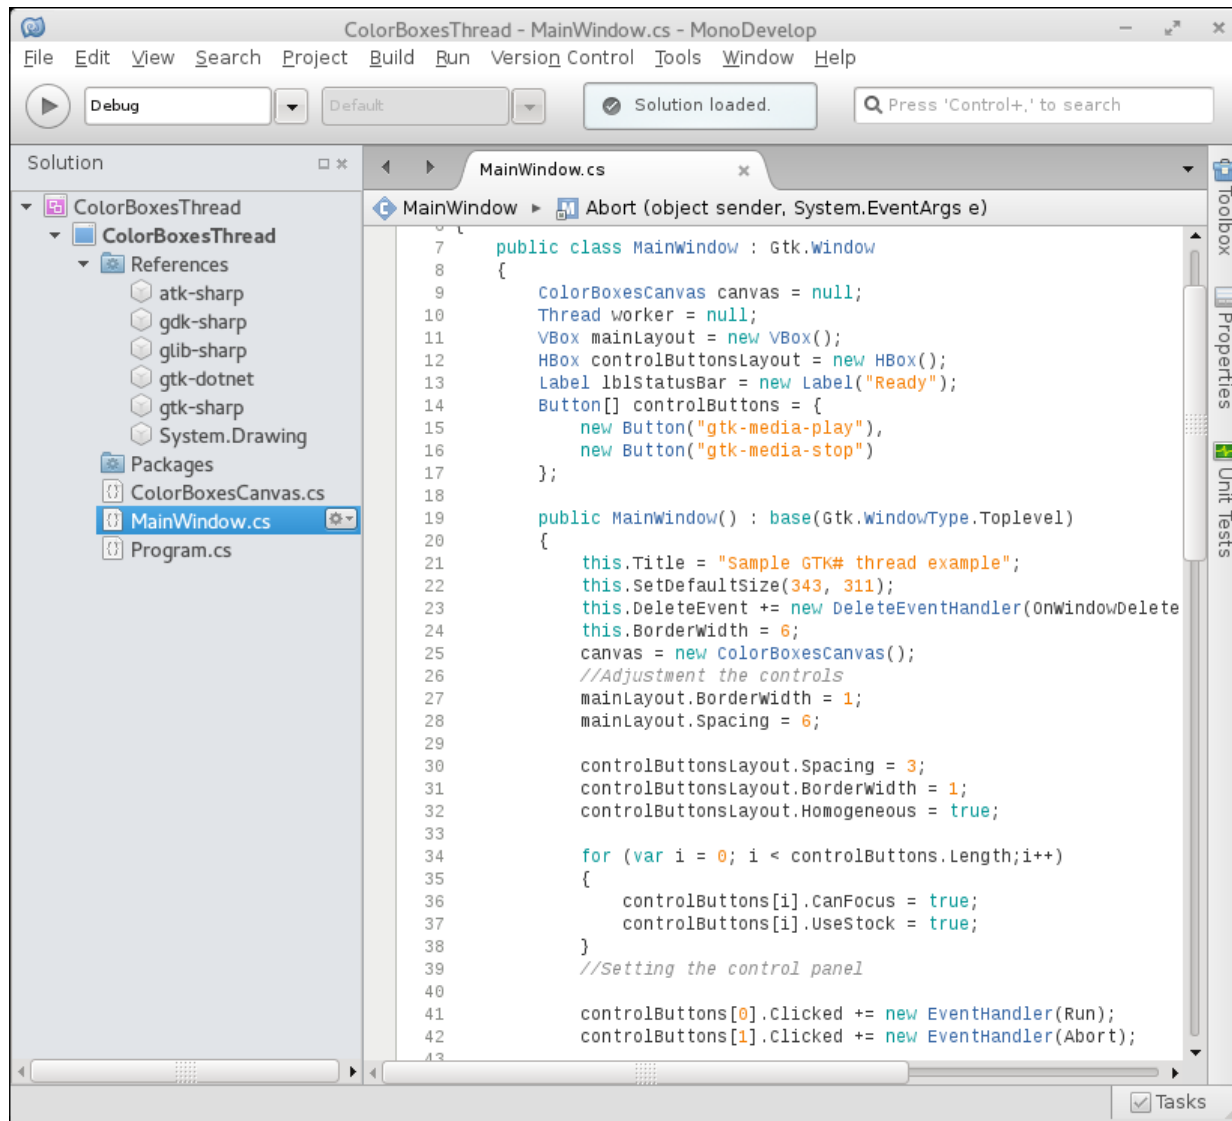 ColorBoxesThread - MainWindow.cs - MonoDevelop
File Edit View Search Project Build Run Version Control Tools Window Help
Debug
Default
Solution loaded.
Press 'Control+,' to search
Solution
ColorBoxesThread
ColorBoxesThread
References
atk-sharp
gdk-sharp
glib-sharp
gtk-dotnet
gtk-sharp
System.Drawing
Packages
ColorBoxesCanvas.cs
MainWindow.cs
Program.cs
MainWindow.cs
MainWindow ▸ Abort (object sender, System.EventArgs e)
6 {
7 public class MainWindow : Gtk.Window
8 {
9 ColorBoxesCanvas canvas = null;
10 Thread worker = null;
11 VBox mainLayout = new VBox();
12 HBox controlButtonsLayout = new HBox();
13 Label lblStatusBar = new Label("Ready");
14 Button[] controlButtons = {
15 new Button("gtk-media-play"),
16 new Button("gtk-media-stop")
17 };
18
19 public MainWindow() : base(Gtk.WindowType.Toplevel)
20 {
21 this.Title = "Sample GTK# thread example";
22 this.SetDefaultSize(343, 311);
23 this.DeleteEvent += new DeleteEventHandler(OnWindowDelete
24 this.BorderWidth = 6;
25 canvas = new ColorBoxesCanvas();
26 //Adjustment the controls
27 mainLayout.BorderWidth = 1;
28 mainLayout.Spacing = 6;
29
30 controlButtonsLayout.Spacing = 3;
31 controlButtonsLayout.BorderWidth = 1;
32 controlButtonsLayout.Homogeneous = true;
33
34 for (var i = 0; i < controlButtons.Length;i++)
35 {
36 controlButtons[i].CanFocus = true;
37 controlButtons[i].UseStock = true;
38 }
39 //Setting the control panel
40
41 controlButtons[0].Clicked += new EventHandler(Run);
42 controlButtons[1].Clicked += new EventHandler(Abort);
43
Toolbox
Properties
Unit Tests
Tasks